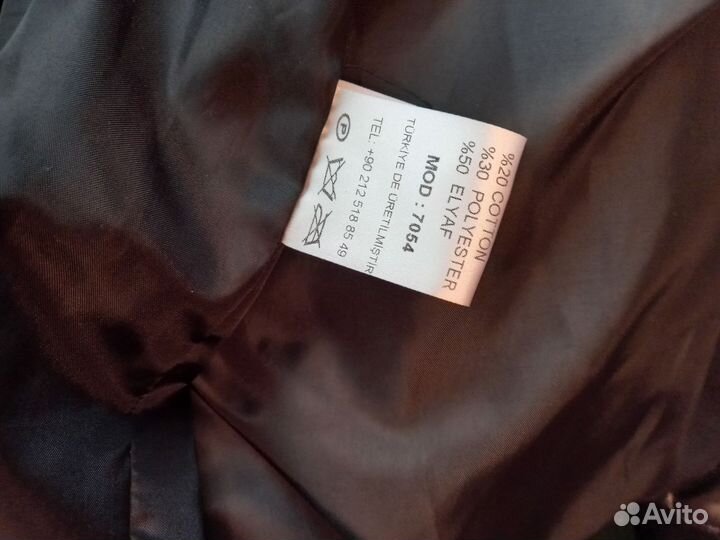 %20 COTTON
%30 POLYESTER
%50 ELYAF
MOD : 7054
TÜRKİYE DE ÜRETİLMİŞTİR
TEL: +90 212 518 85 49
P
Avito